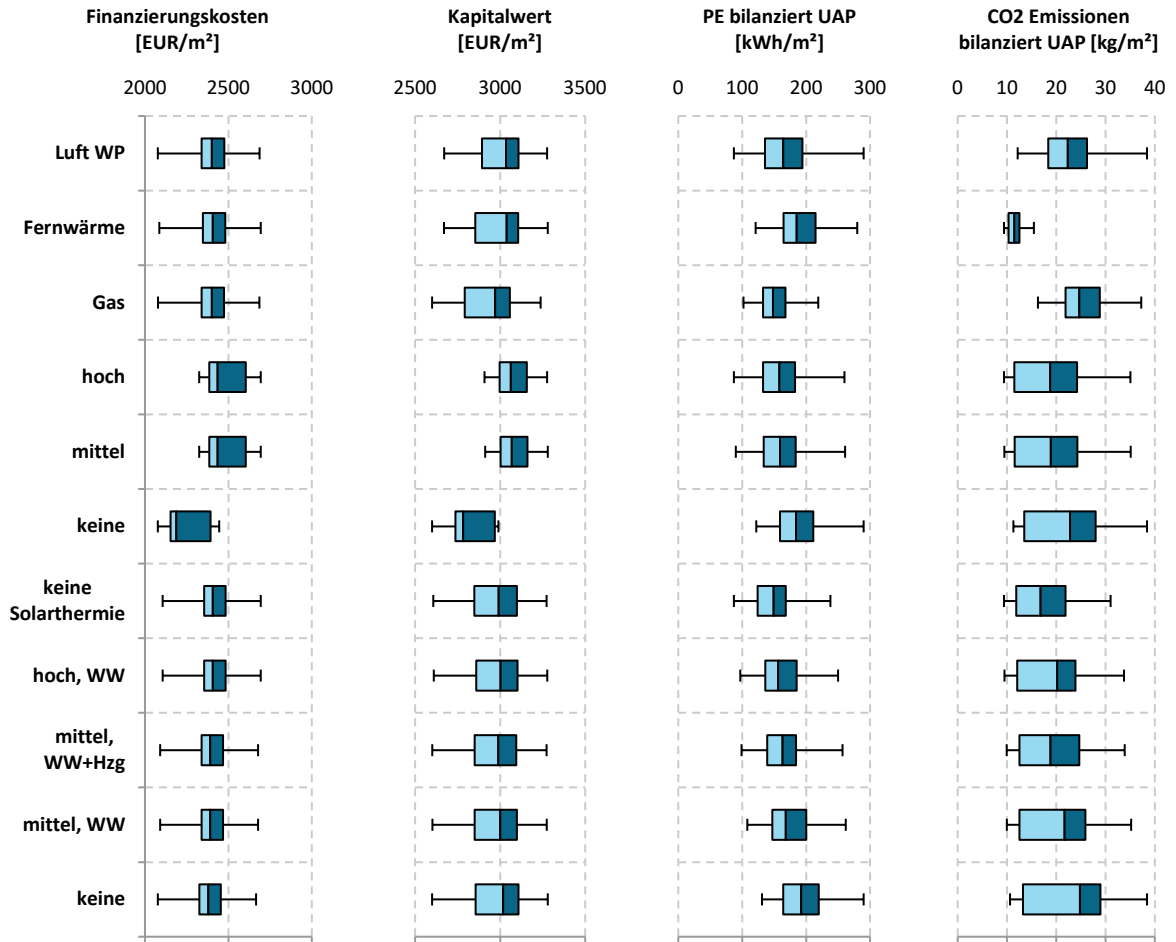 Finanzierungskosten
[EUR/m²]
Kapitalwert
[EUR/m²]
PE bilanziert UAP
[kWh/m²]
CO2 Emissionen
bilanziert UAP [kg/m²]
2000 2500 3000
2500 3000 3500
0 100 200 300
0 10 20 30 40
Luft WP
Fernwärme
Gas
hoch
mittel
keine
keine
Solarthermie
hoch, WW
mittel,
WW+Hzg
mittel, WW
keine